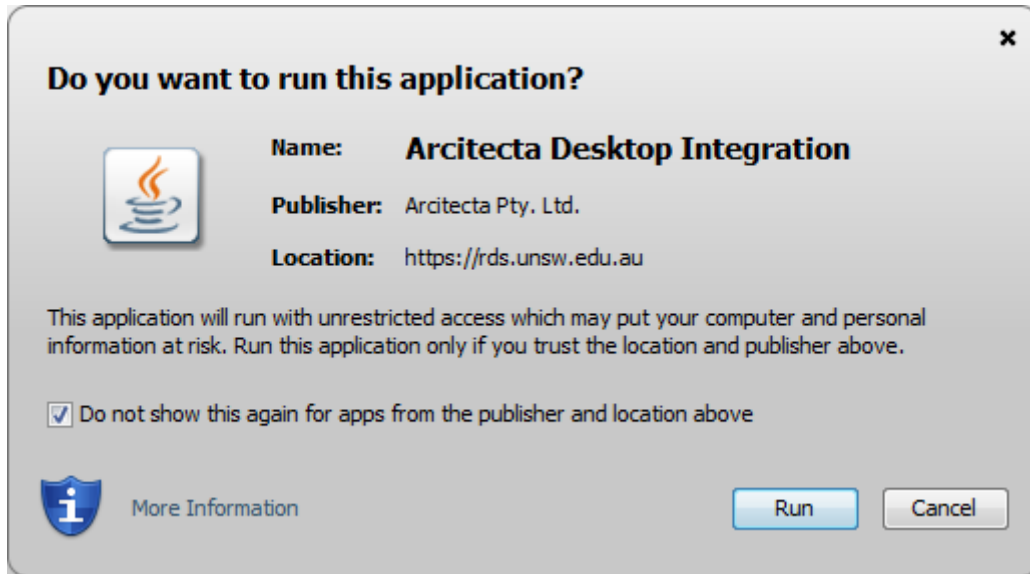 Do you want to run this application?
Name: Arcitecta Desktop Integration
Publisher: Arcitecta Pty. Ltd.
Location: https://rds.unsw.edu.au
This application will run with unrestricted access which may put your computer and personal
information at risk. Run this application only if you trust the location and publisher above.
Do not show this again for apps from the publisher and location above
More Information
Run
Cancel